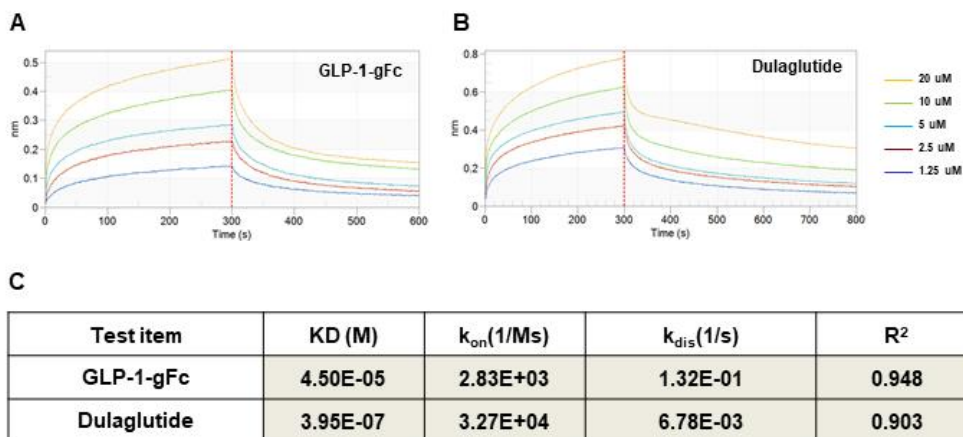 A
GLP-1-gFc
nm
0.5
0.4
0.3
0.2
0.1
0
0 100 200 300 400 500 600
Time (s)
B
Dulaglutide
nm
0.8
0.6
0.4
0.2
0
0 100 200 300 400 500 600 700 800
Time (s)
20 uM
10 uM
5 uM
2.5 uM
1.25 uM
C
Test item KD (M) kon(1/Ms) kdis(1/s) R²
GLP-1-gFc 4.50E-05 2.83E+03 1.32E-01 0.948
Dulaglutide 3.95E-07 3.27E+04 6.78E-03 0.903